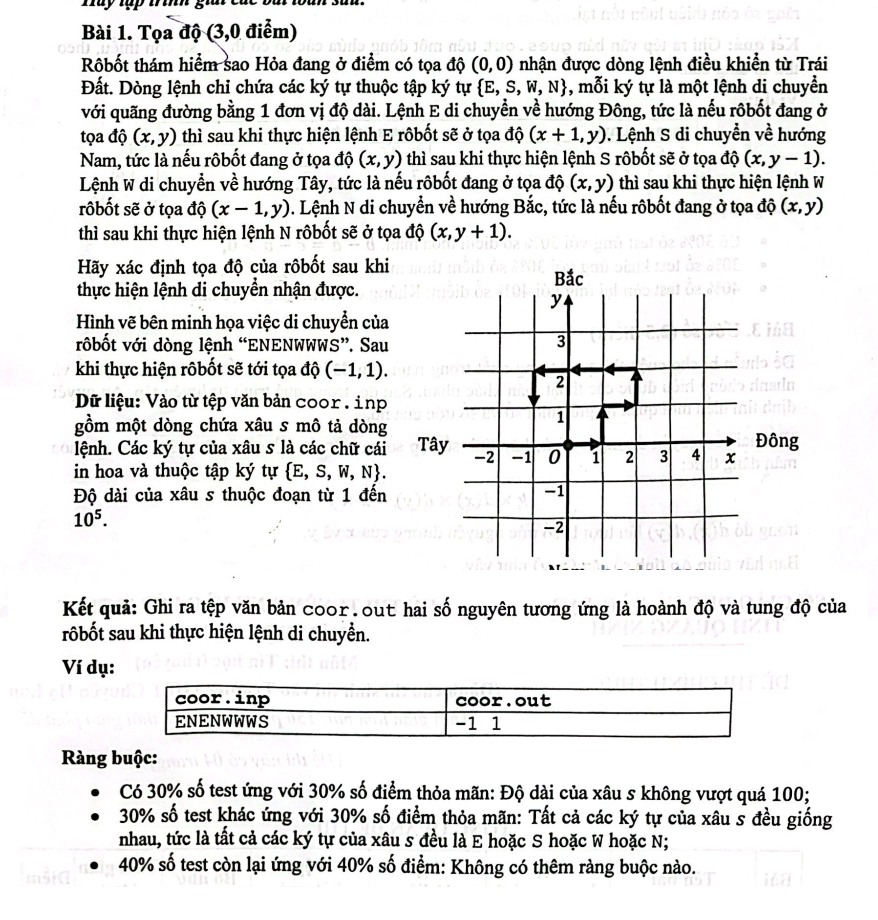 Hãy lập trình giải các bài toán sau:
Bài 1. Tọa độ (3,0 điểm)
Rôbốt thám hiểm sao Hỏa đang ở điểm có tọa độ (0, 0) nhận được dòng lệnh điều khiển từ Trái
Đất. Dòng lệnh chỉ chứa các ký tự thuộc tập ký tự {E, S, W, N}, mỗi ký tự là một lệnh di chuyển
với quãng đường bằng 1 đơn vị độ dài. Lệnh E di chuyển về hướng Đông, tức là nếu rôbốt đang ở
tọa độ (x, y) thì sau khi thực hiện lệnh E rôbốt sẽ ở tọa độ (x + 1, y). Lệnh S di chuyển về hướng
Nam, tức là nếu rôbốt đang ở tọa độ (x, y) thì sau khi thực hiện lệnh S rôbốt sẽ ở tọa độ (x, y − 1).
Lệnh W di chuyển về hướng Tây, tức là nếu rôbốt đang ở tọa độ (x, y) thì sau khi thực hiện lệnh W
rôbốt sẽ ở tọa độ (x − 1, y). Lệnh N di chuyển về hướng Bắc, tức là nếu rôbốt đang ở tọa độ (x, y)
thì sau khi thực hiện lệnh N rôbốt sẽ ở tọa độ (x, y + 1).
Hãy xác định tọa độ của rôbốt sau khi
thực hiện lệnh di chuyển nhận được.
Hình vẽ bên minh họa việc di chuyển của
rôbốt với dòng lệnh “ENENWWWS”. Sau
khi thực hiện rôbốt sẽ tới tọa độ (−1, 1).
Dữ liệu: Vào từ tệp văn bản coor.inp
gồm một dòng chứa xâu s mô tả dòng
lệnh. Các ký tự của xâu s là các chữ cái
in hoa và thuộc tập ký tự {E, S, W, N}.
Độ dài của xâu s thuộc đoạn từ 1 đến
10⁵.
Bắc
y
3
2
1
Tây
−2 −1 O 1 2 3 4 x
Đông
−1
−2
Kết quả: Ghi ra tệp văn bản coor.out hai số nguyên tương ứng là hoành độ và tung độ của
rôbốt sau khi thực hiện lệnh di chuyển.
Ví dụ:
coor.inp coor.out
ENENWWWS −1 1
Ràng buộc:
• Có 30% số test ứng với 30% số điểm thỏa mãn: Độ dài của xâu s không vượt quá 100;
• 30% số test khác ứng với 30% số điểm thỏa mãn: Tất cả các ký tự của xâu s đều giống
nhau, tức là tất cả các ký tự của xâu s đều là E hoặc S hoặc W hoặc N;
• 40% số test còn lại ứng với 40% số điểm: Không có thêm ràng buộc nào.